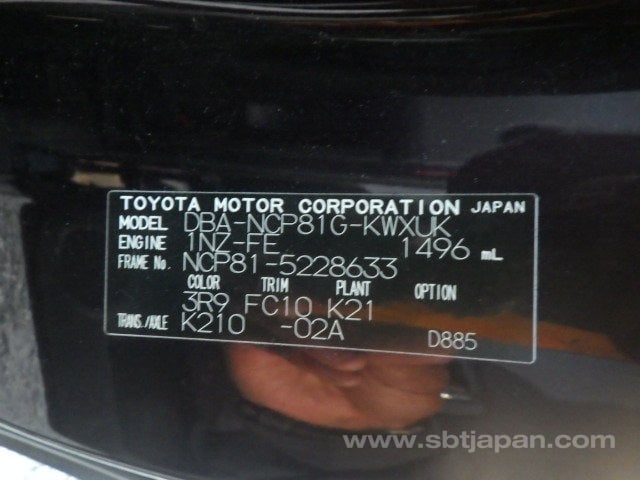 TOYOTA MOTOR CORPORATION JAPAN
MODEL DBA-NCP81G-KWXUK
ENGINE 1NZ-FE 1496 mL
FRAME No. NCP81-5228633
COLOR TRIM PLANT OPTION
3R9 FC10 K21
TRANS./AXLE K210 -02A D885
www.sbtjapan.com